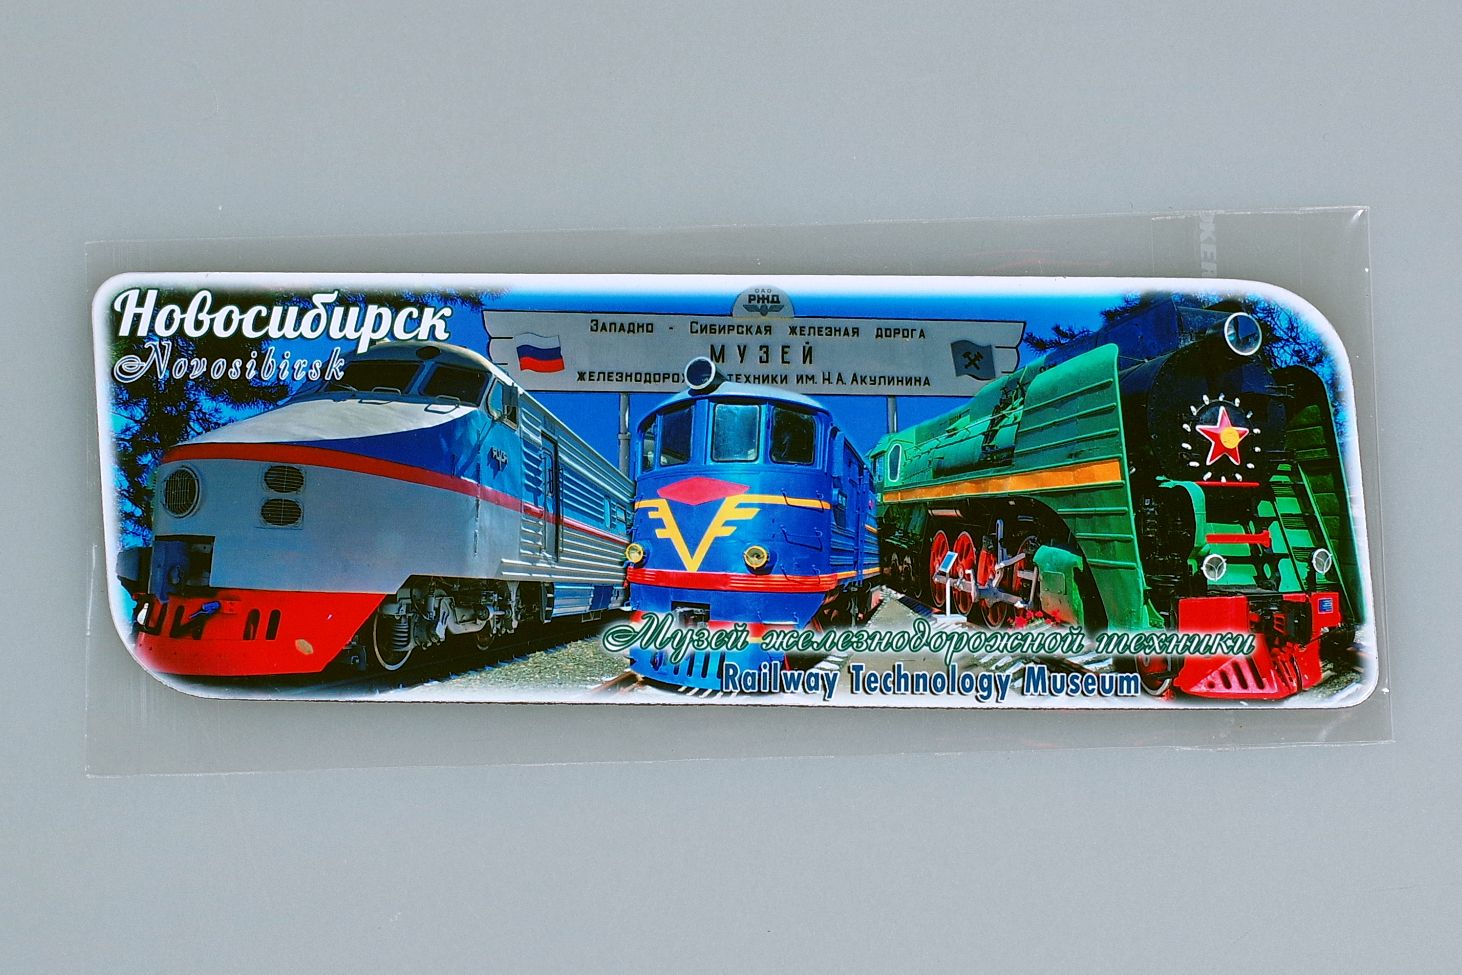 Новосибирск
Novosibirsk
ОАО
РЖД
Западно - Сибирская железная дорога
МУЗЕЙ
техники им. Н.А. Акулинина
Музей железнодорожной техники
Railway Technology Museum